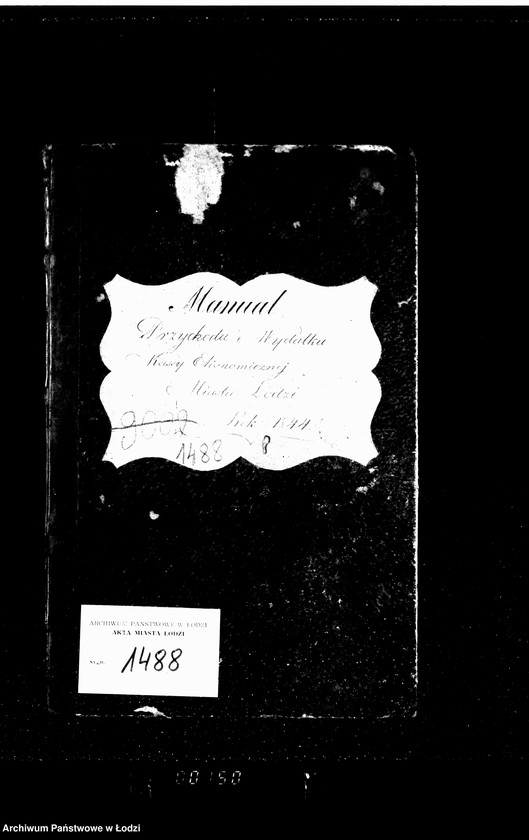 Manual
Przychodu i Wydatku
Kassy Ekonomicznej
Miasta Łodzi
Rok 1844
9002
1488
8
ARCHIWUM PAŃSTWOWE W ŁODZI
AKTA MIASTA ŁODZI
1488
00150
Archiwum Państwowe w Łodzi